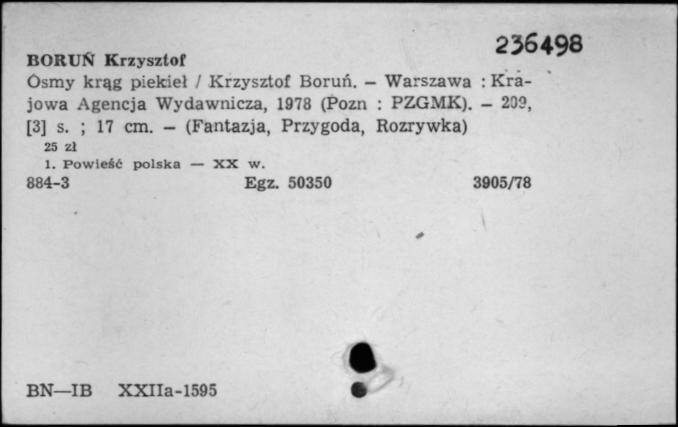 236498
BORUŃ Krzysztof
Ósmy krąg piekieł / Krzysztof Boruń. – Warszawa : Kra-
jowa Agencja Wydawnicza, 1978 (Pozn : PZGMK). – 209,
[3] s. ; 17 cm. – (Fantazja, Przygoda, Rozrywka)
25 zł
1. Powieść polska — XX w.
884-3 Egz. 50350 3905/78
BN—IB XXIIa-1595